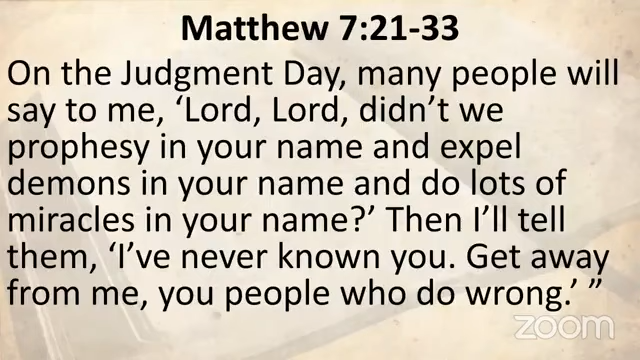 Matthew 7:21-33
On the Judgment Day, many people will
say to me, ‘Lord, Lord, didn’t we
prophesy in your name and expel
demons in your name and do lots of
miracles in your name?’ Then I’ll tell
them, ‘I’ve never known you. Get away
from me, you people who do wrong.’ ”
zoom